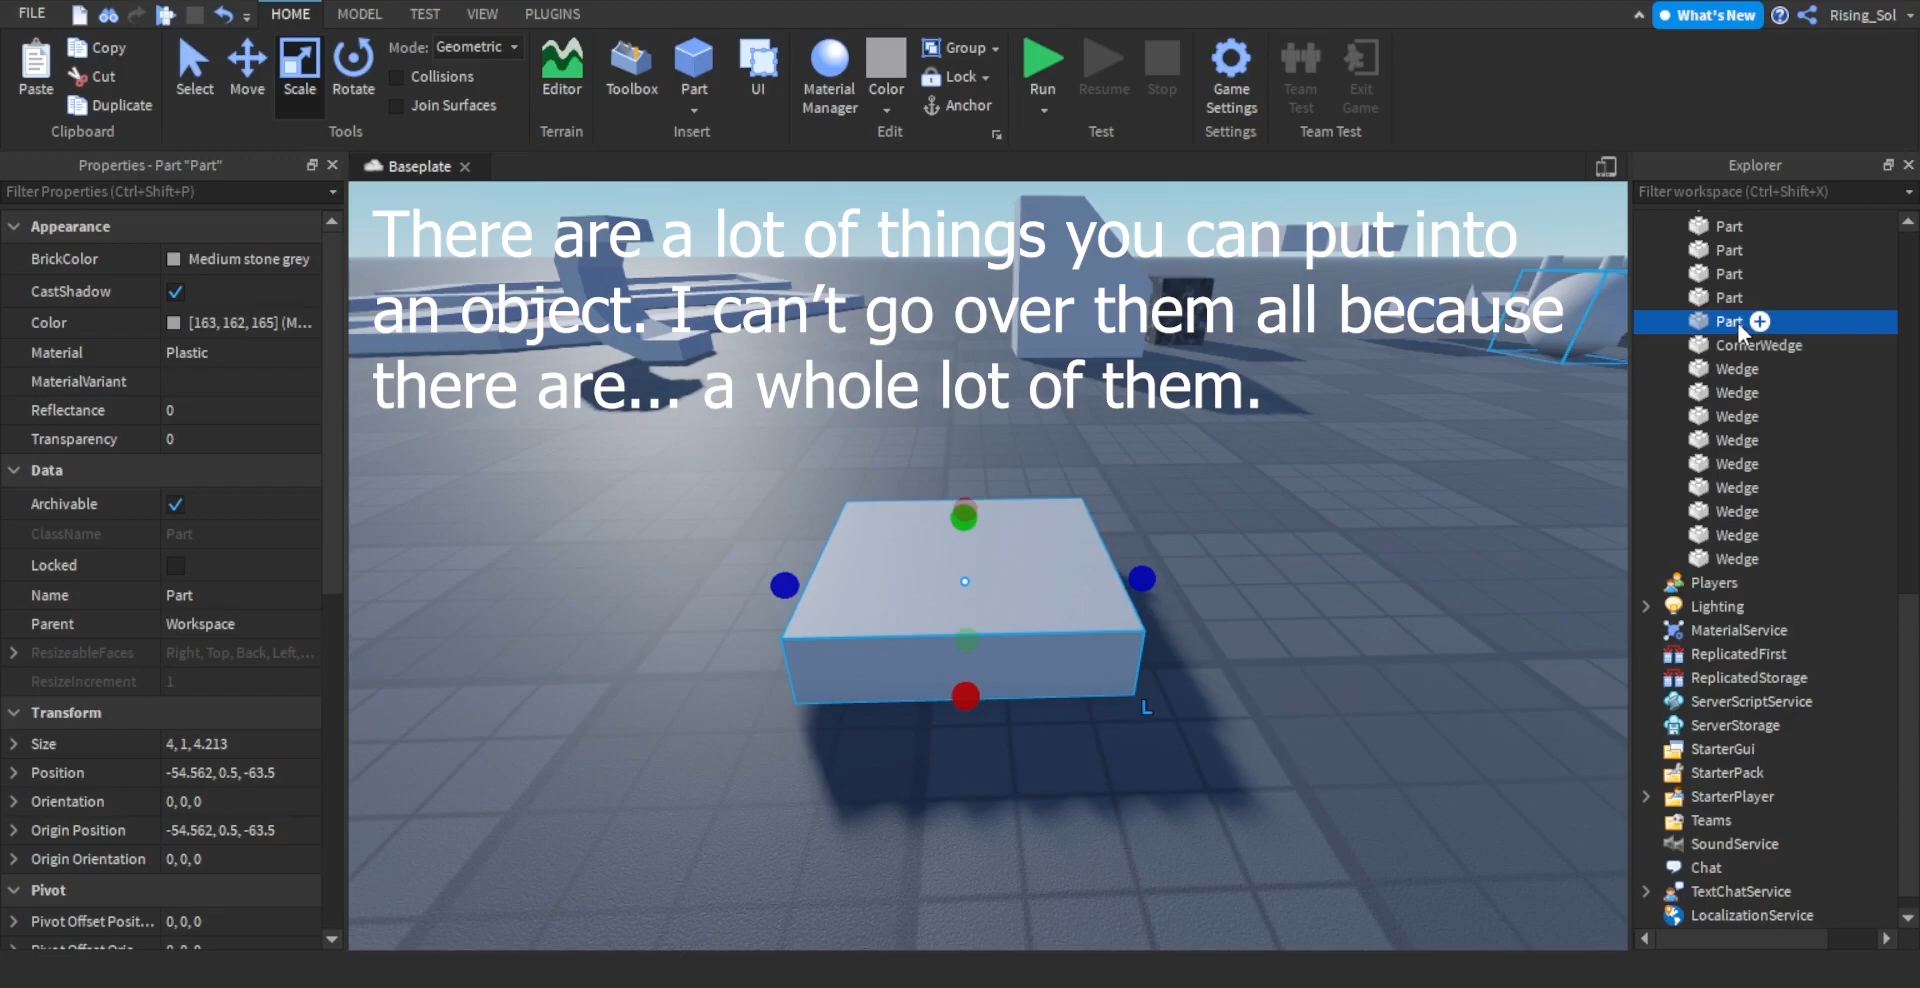 FILE
HOME
MODEL
TEST
VIEW
PLUGINS
What's New
Rising_Sol
Paste
Copy
Cut
Duplicate
Clipboard
Select
Move
Scale
Rotate
Mode: Geometric
Collisions
Join Surfaces
Tools
Editor
Terrain
Toolbox
Part
UI
Insert
Material
Manager
Color
Group
Lock
Anchor
Edit
Run
Resume
Stop
Test
Game
Settings
Settings
Team
Test
Exit
Game
Team Test
Properties - Part "Part"
Filter Properties (Ctrl+Shift+P)
Appearance
BrickColor Medium stone grey
CastShadow
Color [163, 162, 165] (M...
Material Plastic
MaterialVariant
Reflectance 0
Transparency 0
Data
Archivable
ClassName Part
Locked
Name Part
Parent Workspace
ResizeableFaces Right, Top, Back, Left,...
ResizeIncrement 1
Transform
Size 4, 1, 4.213
Position -54.562, 0.5, -63.5
Orientation 0, 0, 0
Origin Position -54.562, 0.5, -63.5
Origin Orientation 0, 0, 0
Pivot
Pivot Offset Posit... 0, 0, 0
Baseplate
There are a lot of things you can put into
an object. I can’t go over them all because
there are... a whole lot of them.
L
Explorer
Filter workspace (Ctrl+Shift+X)
Part
Part
Part
Part
Part
CornerWedge
Wedge
Wedge
Wedge
Wedge
Wedge
Wedge
Wedge
Wedge
Wedge
Players
Lighting
MaterialService
ReplicatedFirst
ReplicatedStorage
ServerScriptService
ServerStorage
StarterGui
StarterPack
StarterPlayer
Teams
SoundService
Chat
TextChatService
LocalizationService